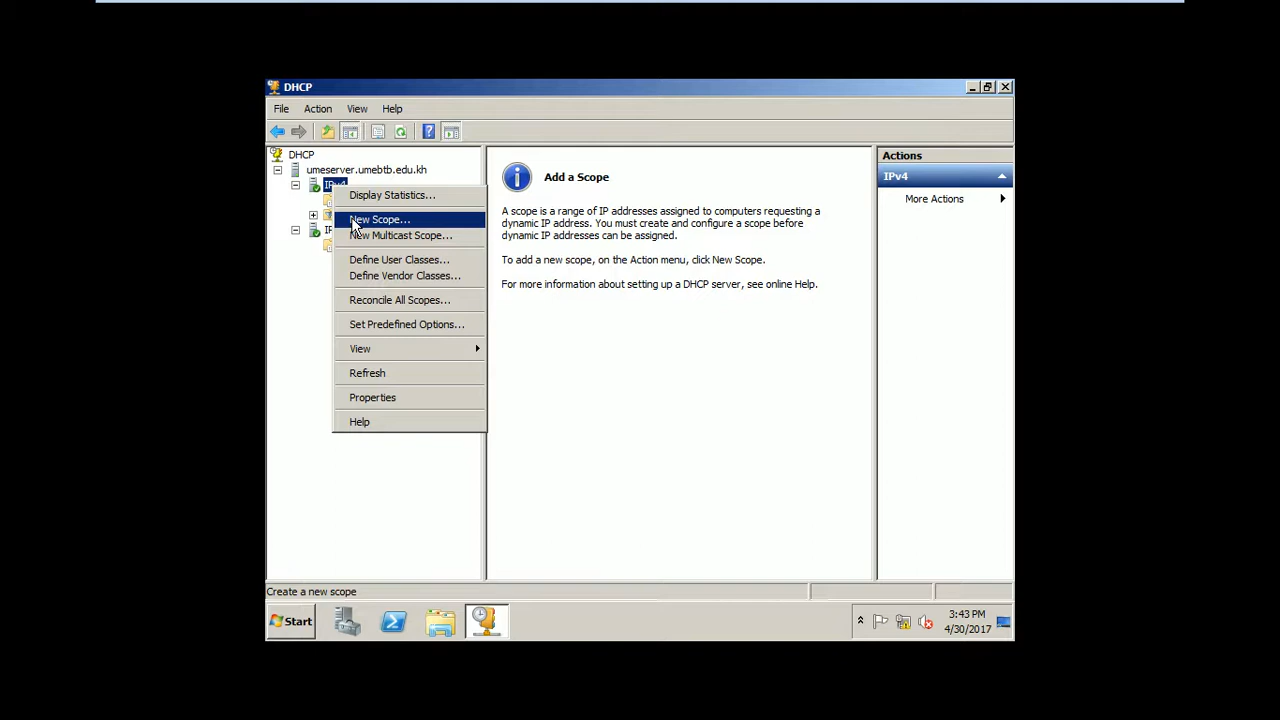 DHCP
File Action View Help
DHCP
umeserver.umebtb.edu.kh
IPv4
Display Statistics...
New Scope...
New Multicast Scope...
Define User Classes...
Define Vendor Classes...
Reconcile All Scopes...
Set Predefined Options...
View
Refresh
Properties
Help
Add a Scope
A scope is a range of IP addresses assigned to computers requesting a
dynamic IP address. You must create and configure a scope before
dynamic IP addresses can be assigned.
To add a new scope, on the Action menu, click New Scope.
For more information about setting up a DHCP server, see online Help.
Actions
IPv4
More Actions
Create a new scope
Start
3:43 PM
4/30/2017